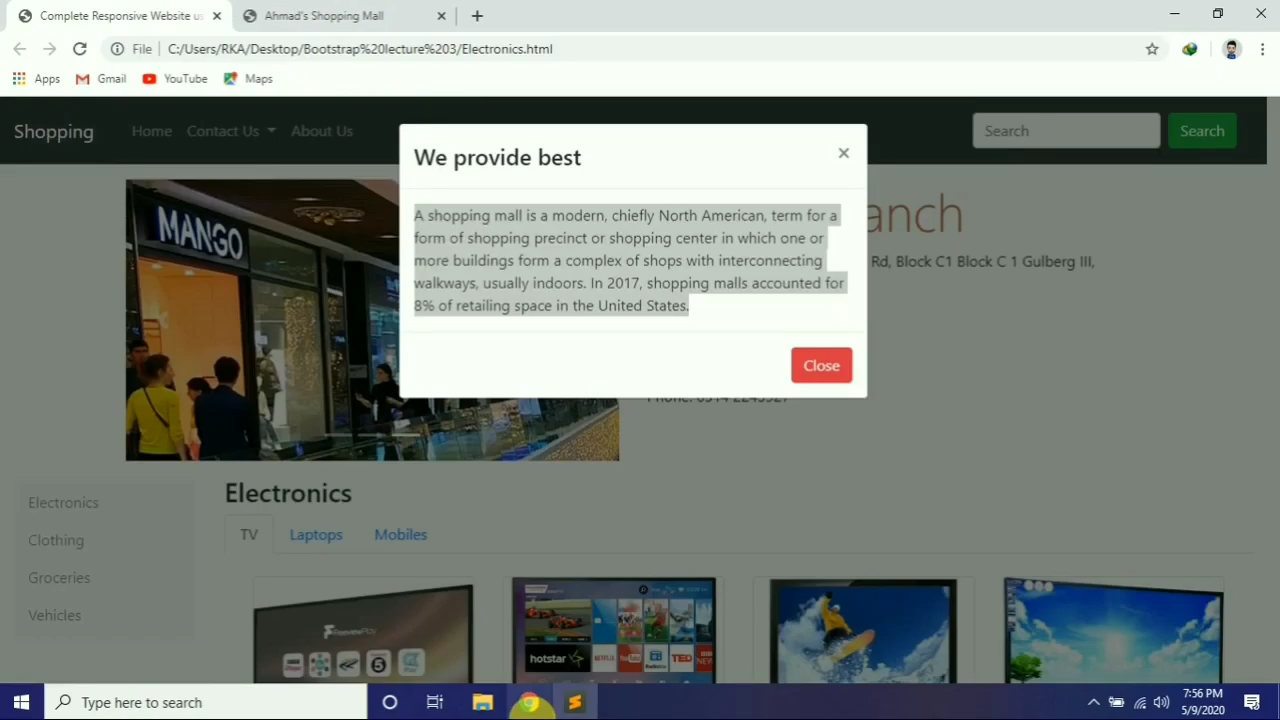 Complete Responsive Website us
Ahmad's Shopping Mall
File
C:/Users/RKA/Desktop/Bootstrap%20lecture%203/Electronics.html
Apps
Gmail
YouTube
Maps
Shopping
Home
Contact Us
About Us
Search
Search
We provide best
×
A shopping mall is a modern, chiefly North American, term for a
form of shopping precinct or shopping center in which one or
more buildings form a complex of shops with interconnecting
walkways, usually indoors. In 2017, shopping malls accounted for
8% of retailing space in the United States.
Close
MANGO
anch
Rd, Block C1 Block C 1 Gulberg III,
Electronics
Clothing
Groceries
Vehicles
Electronics
TV
Laptops
Mobiles
FreeviewPlay
hotstar
NETFLIX
TED
Type here to search
7:56 PM
5/9/2020